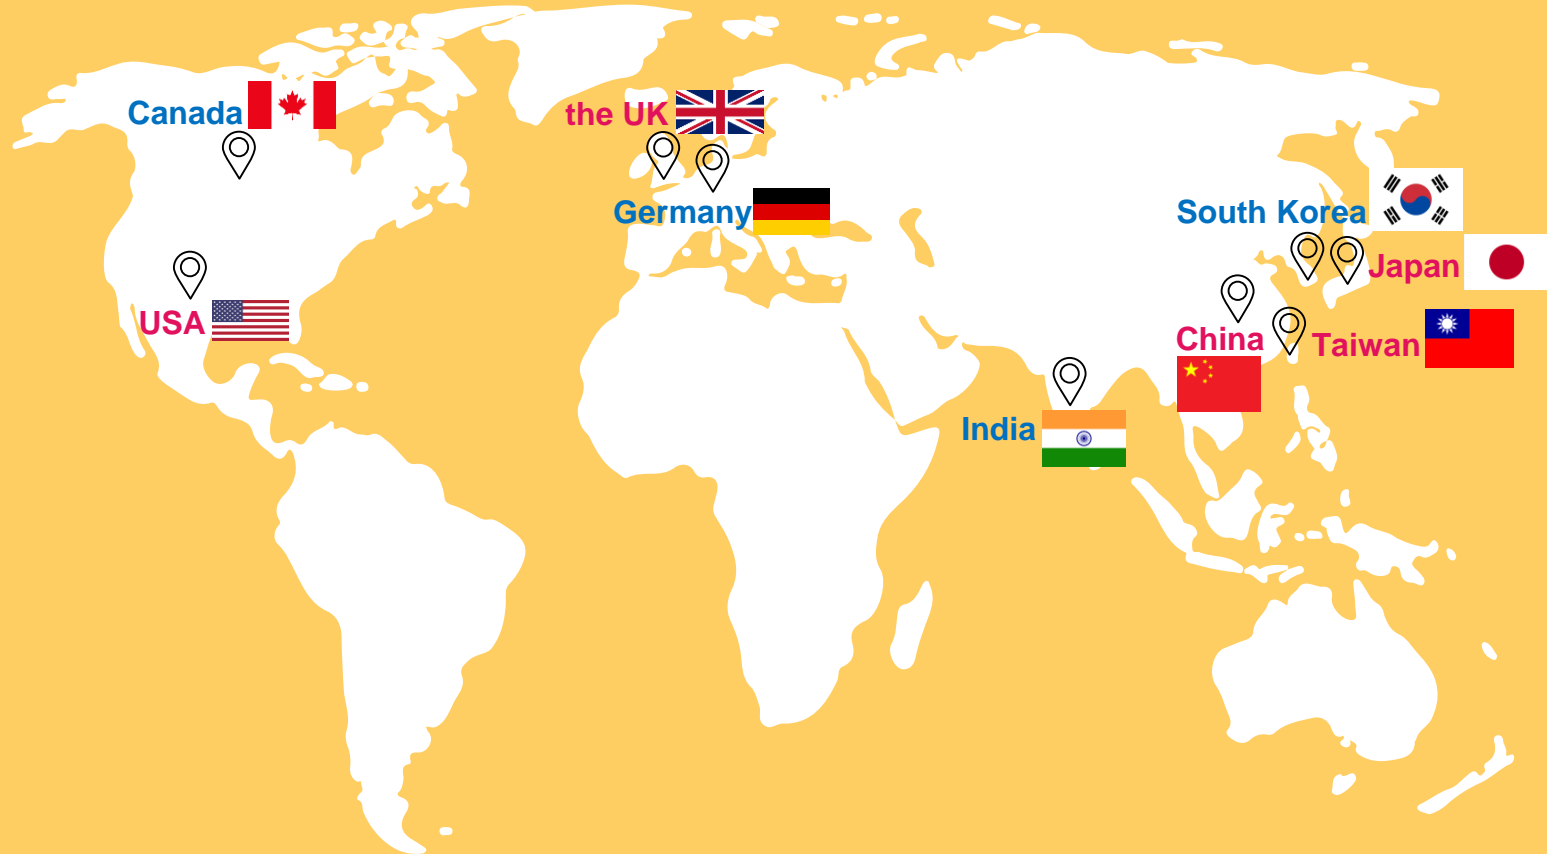 Canada
the UK
Germany
South Korea
Japan
USA
China
Taiwan
India